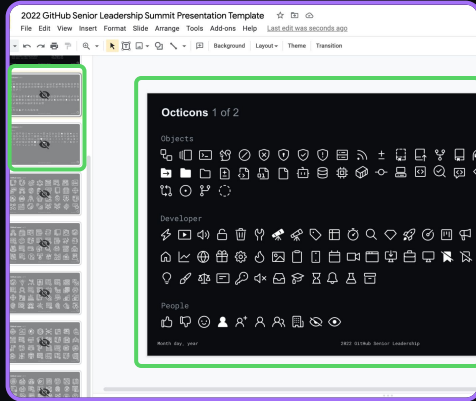 2022 GitHub Senior Leadership Summit Presentation Template
File Edit View Insert Format Slide Arrange Tools Add-ons Help Last edit was seconds ago
Background Layout Theme Transition
Octicons 1 of 2
Objects
Developer
People
Month day, year 2022 GitHub Senior Leadership